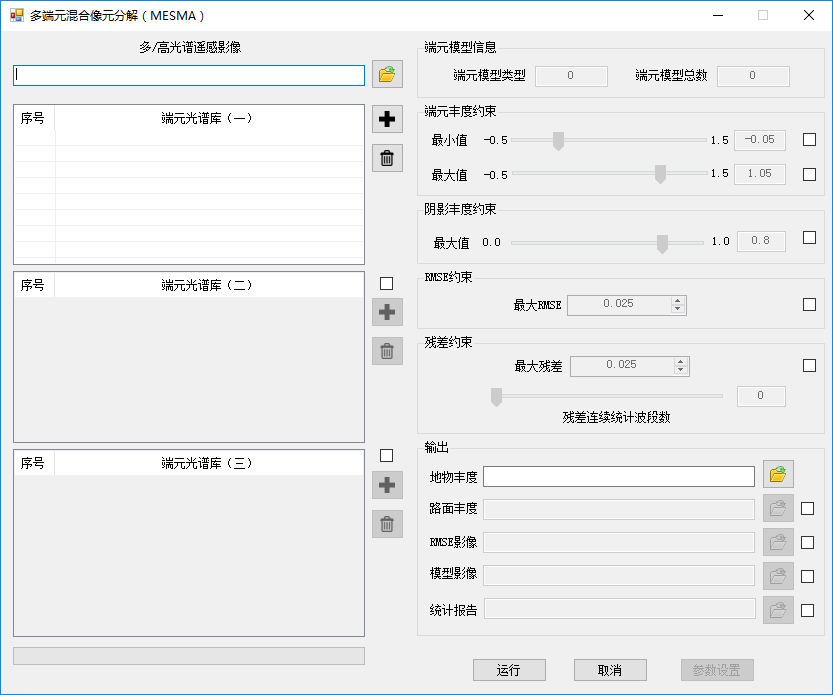 多端元混合像元分解（MESMA）
多/高光谱遥感影像
序号 端元光谱库（一）
序号 端元光谱库（二）
序号 端元光谱库（三）
端元模型信息
端元模型类型 0 端元模型总数 0
端元丰度约束
最小值 -0.5 1.5 -0.05
最大值 -0.5 1.5 1.05
阴影丰度约束
最大值 0.0 1.0 0.8
RMSE约束
最大RMSE 0.025
残差约束
最大残差 0.025
0
残差连续统计波段数
输出
地物丰度
路面丰度
RMSE影像
模型影像
统计报告
运行 取消 参数设置